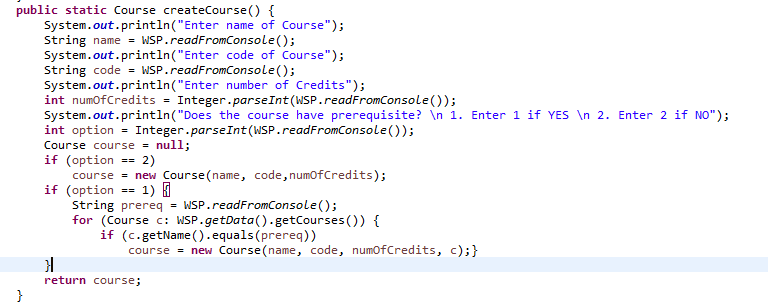 public static Course createCourse() {
System.out.println("Enter name of Course");
String name = WSP.readFromConsole();
System.out.println("Enter code of Course");
String code = WSP.readFromConsole();
System.out.println("Enter number of Credits");
int numOfCredits = Integer.parseInt(WSP.readFromConsole());
System.out.println("Does the course have prerequisite? \n 1. Enter 1 if YES \n 2. Enter 2 if NO");
int option = Integer.parseInt(WSP.readFromConsole());
Course course = null;
if (option == 2)
course = new Course(name, code,numOfCredits);
if (option == 1) {
String prereq = WSP.readFromConsole();
for (Course c: WSP.getData().getCourses()) {
if (c.getName().equals(prereq))
course = new Course(name, code, numOfCredits, c);}
}
return course;
}